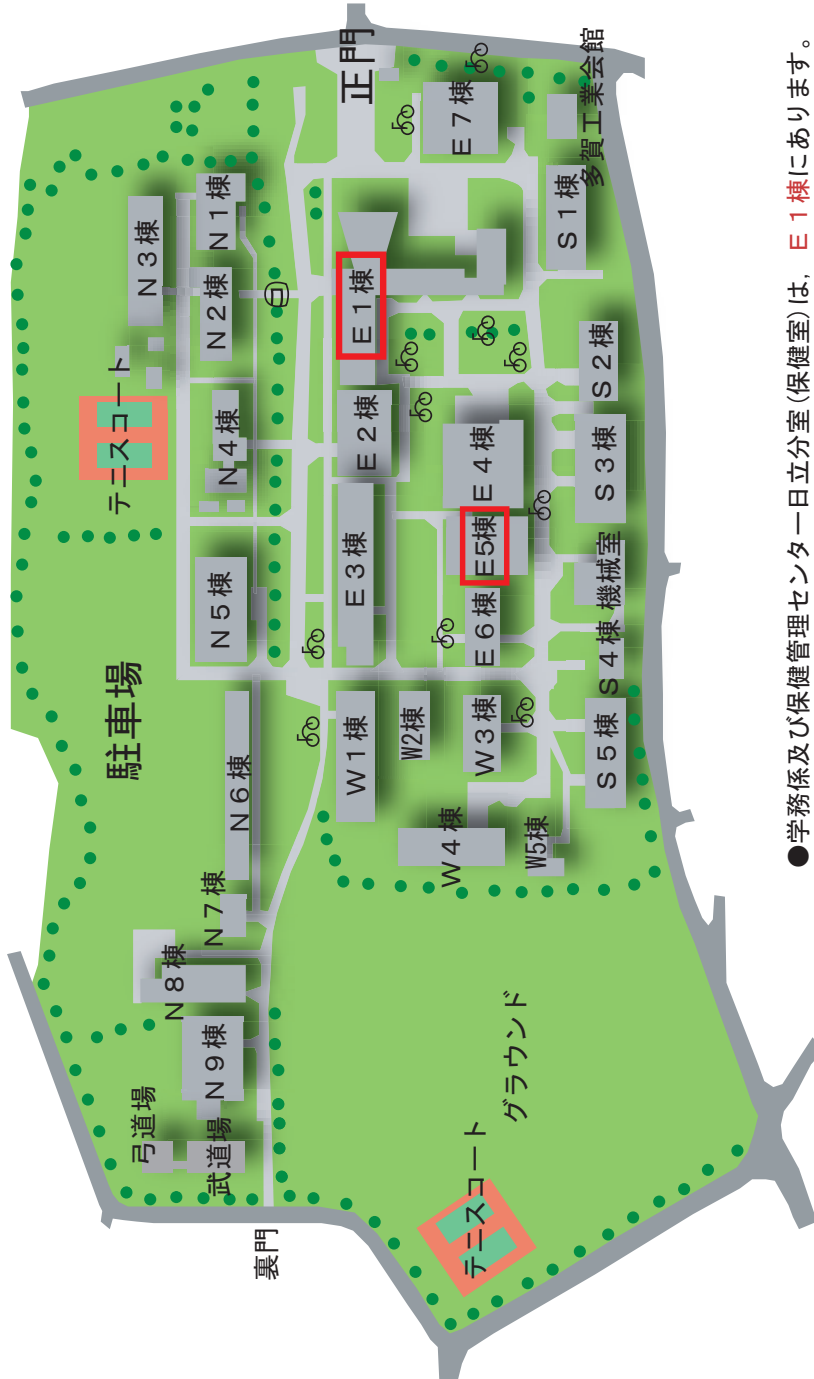 テニスコート
駐車場
N3棟
N1棟
N2棟
N4棟
N5棟
N6棟
N7棟
N8棟
N9棟
弓道場
武道場
裏門
正門
E1棟
E2棟
E3棟
W1棟
W2棟
E7棟
E4棟
E5棟
E6棟
W3棟
W4棟
W5棟
多賀工業会館
S1棟
S2棟
S3棟
機械室
S4棟
S5棟
グラウンド
テニスコート
●学務係及び保健管理センター日立分室(保健室)は，E1棟にあります。